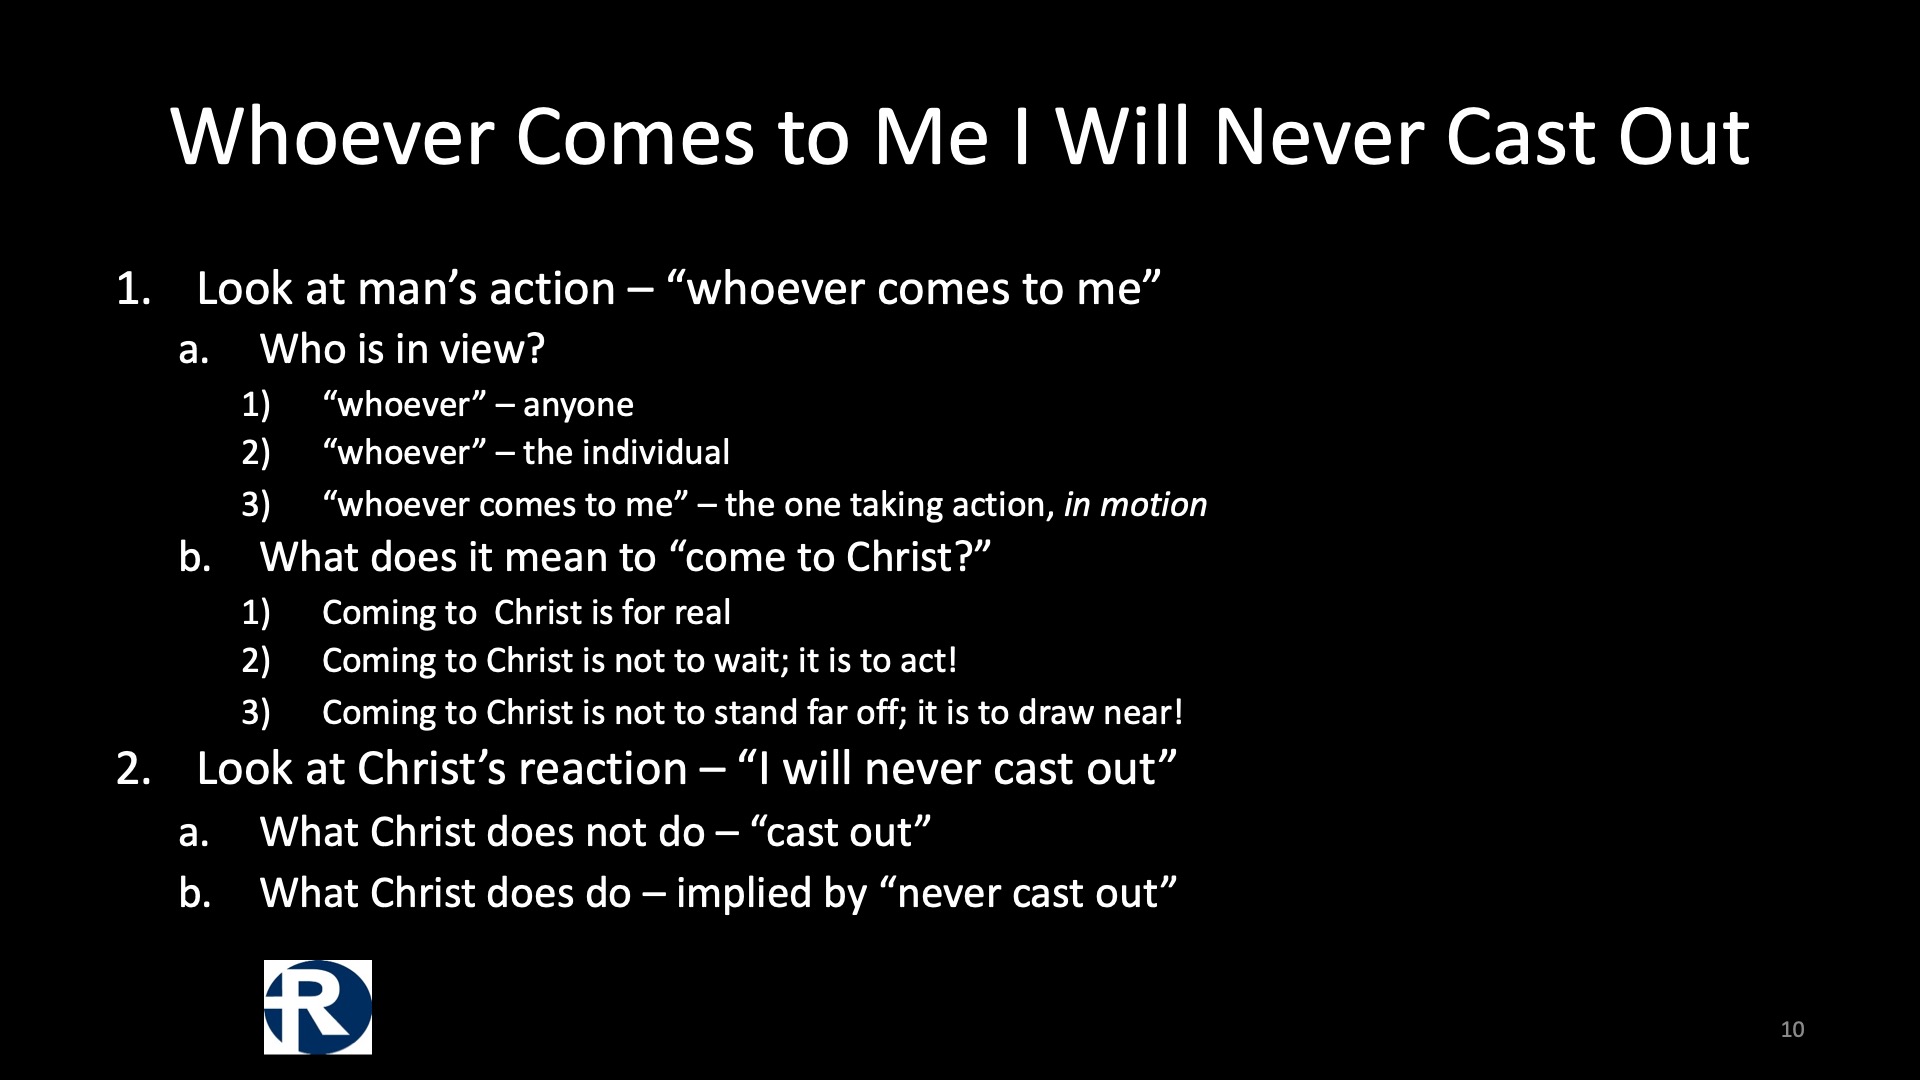 Whoever Comes to Me I Will Never Cast Out
1. Look at man’s action – “whoever comes to me”
a. Who is in view?
1) “whoever” – anyone
2) “whoever” – the individual
3) “whoever comes to me” – the one taking action, in motion
b. What does it mean to “come to Christ?”
1) Coming to  Christ is for real
2) Coming to Christ is not to wait; it is to act!
3) Coming to Christ is not to stand far off; it is to draw near!
2. Look at Christ’s reaction – “I will never cast out”
a. What Christ does not do – “cast out”
b. What Christ does do – implied by “never cast out”
R
10